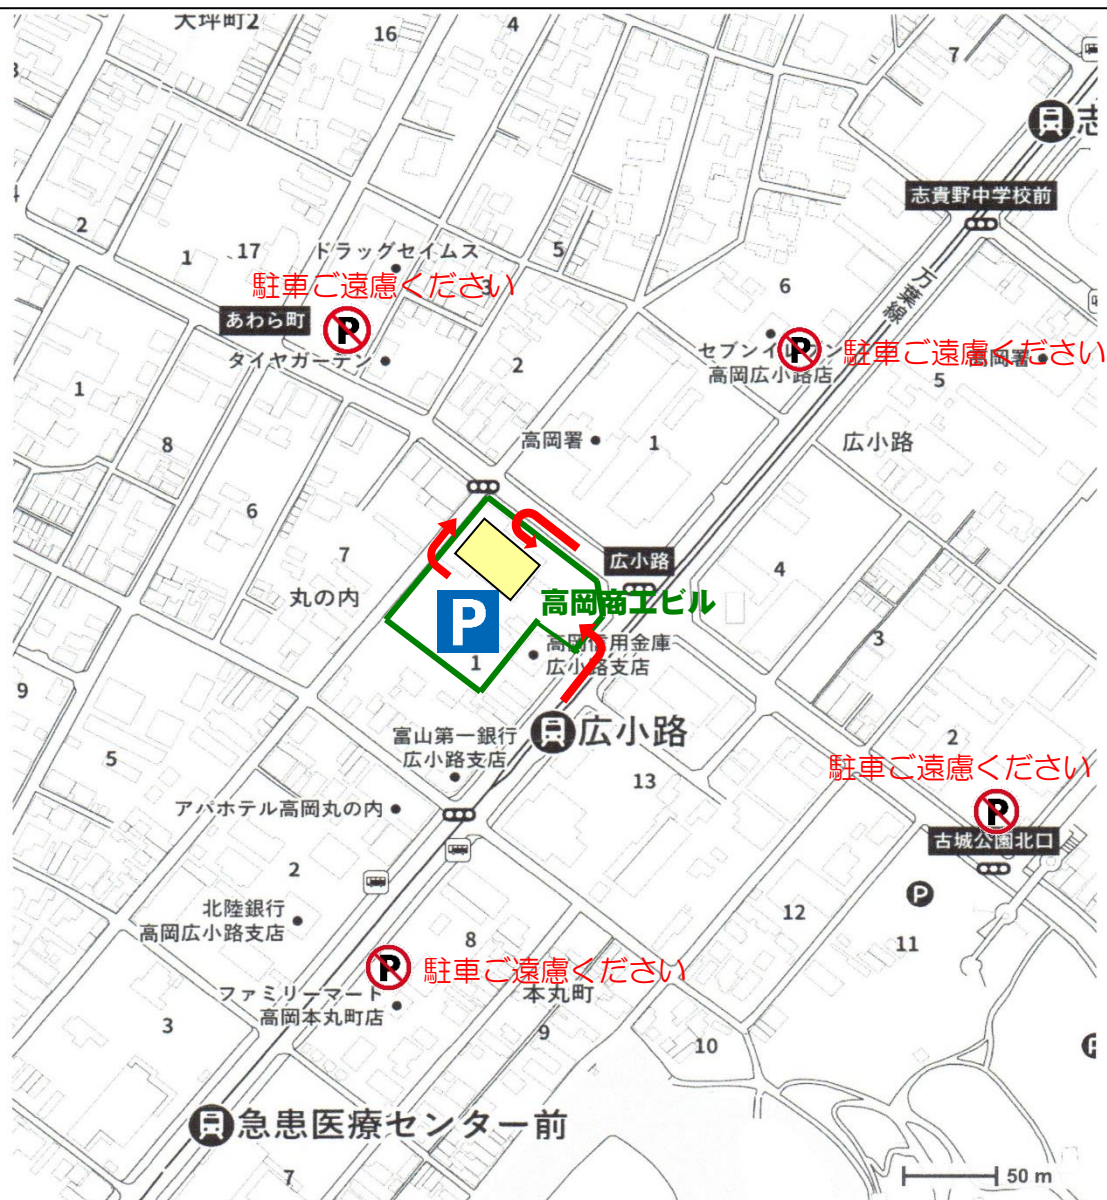 大坪町2
16
4
7
志
志貴野中学校前
2
1
17
ドラッグセイムス
5
3
6
万葉線
駐車ご遠慮ください
あわら町
P
タイヤガーデン
セブンイレブン
高岡広小路店
P
駐車ご遠慮ください
高岡署
5
2
1
8
高岡署
1
広小路
6
7
丸の内
広小路
4
高岡商工ビル
P
1
高岡信用金庫
広小路支店
3
9
富山第一銀行
広小路支店
広小路
5
13
2
駐車ご遠慮ください
P
古城公園北口
アパホテル高岡丸の内
2
北陸銀行
高岡広小路支店
P
12
11
8
P
駐車ご遠慮ください
ファミリーマート
高岡本丸町店
本丸町
3
9
10
P
急患医療センター前
7
50 m